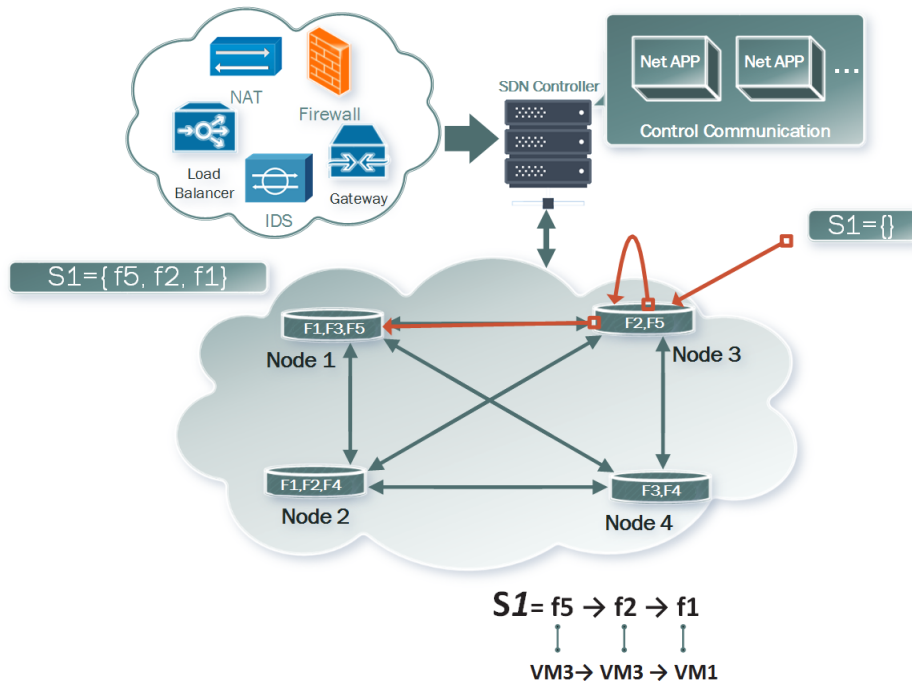 NAT
Firewall
Load
Balancer
IDS
Gateway
SDN Controller
Net APP
Net APP
...
Control Communication
S1={}
S1={ f5, f2, f1}
F1,F3,F5
Node 1
F2,F5
Node 3
F1,F2,F4
Node 2
F3,F4
Node 4
S1= f5 → f2 → f1
VM3→ VM3 → VM1